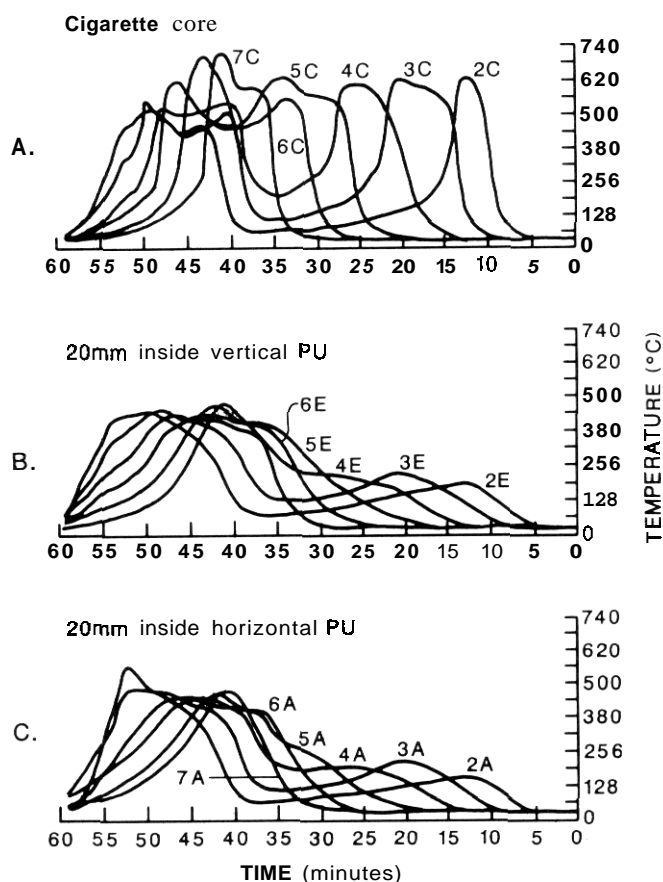 Cigarette core
7C 5C 4C 3C 2C
6C
A.
740
620
500
380
256
128
0
60 55 50 45 40 35 30 25 20 15 10 5 0
20mm inside vertical PU
6E
5E
4E 3E 2E
B.
740
620
500
380
256
128
0
TEMPERATURE (°C)
60 55 50 45 40 35 30 25 20 15 10 5 0
20mm inside horizontal PU
6A
5A
4A 3A 2A
7A
C.
740
620
500
380
256
128
0
60 55 50 45 40 35 30 25 20 15 10 5 0
TIME (minutes)